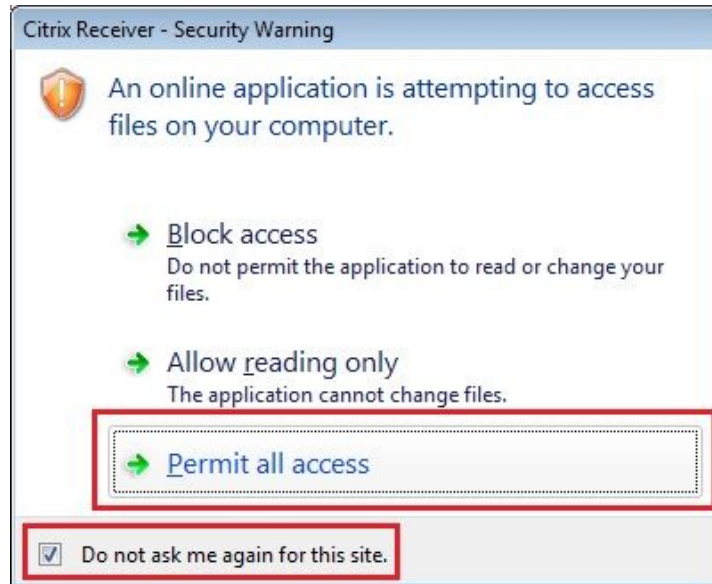 Citrix Receiver - Security Warning
An online application is attempting to access
files on your computer.
Block access
Do not permit the application to read or change your
files.
Allow reading only
The application cannot change files.
Permit all access
Do not ask me again for this site.